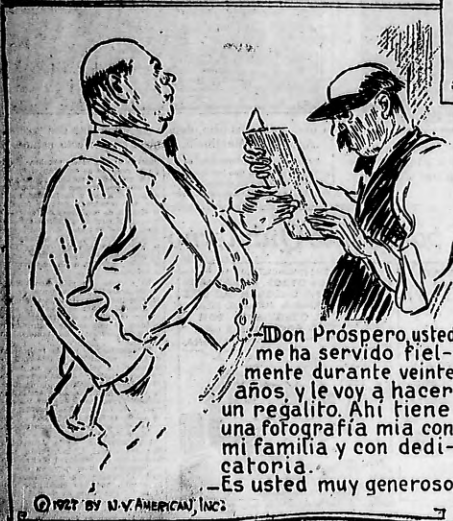 —Don Próspero, usted
me ha servido fiel-
mente durante veinte
años, y le voy a hacer
un regalito. Ahí tiene
una fotografía mia con
mi familia y con dedi-
catoria.
—Es usted muy generoso
© 1927 BY N.Y. AMERICAN, INC.